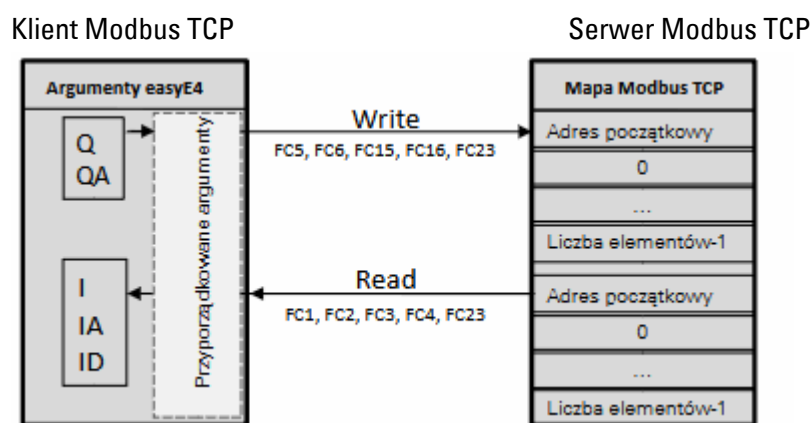 Klient Modbus TCP
Serwer Modbus TCP
Argumenty easyE4
Q
QA
I
IA
ID
Przyporządkowane argumenty
Write
FC5, FC6, FC15, FC16, FC23
Read
FC1, FC2, FC3, FC4, FC23
Mapa Modbus TCP
Adres początkowy
0
...
Liczba elementów-1
Adres początkowy
0
...
Liczba elementów-1